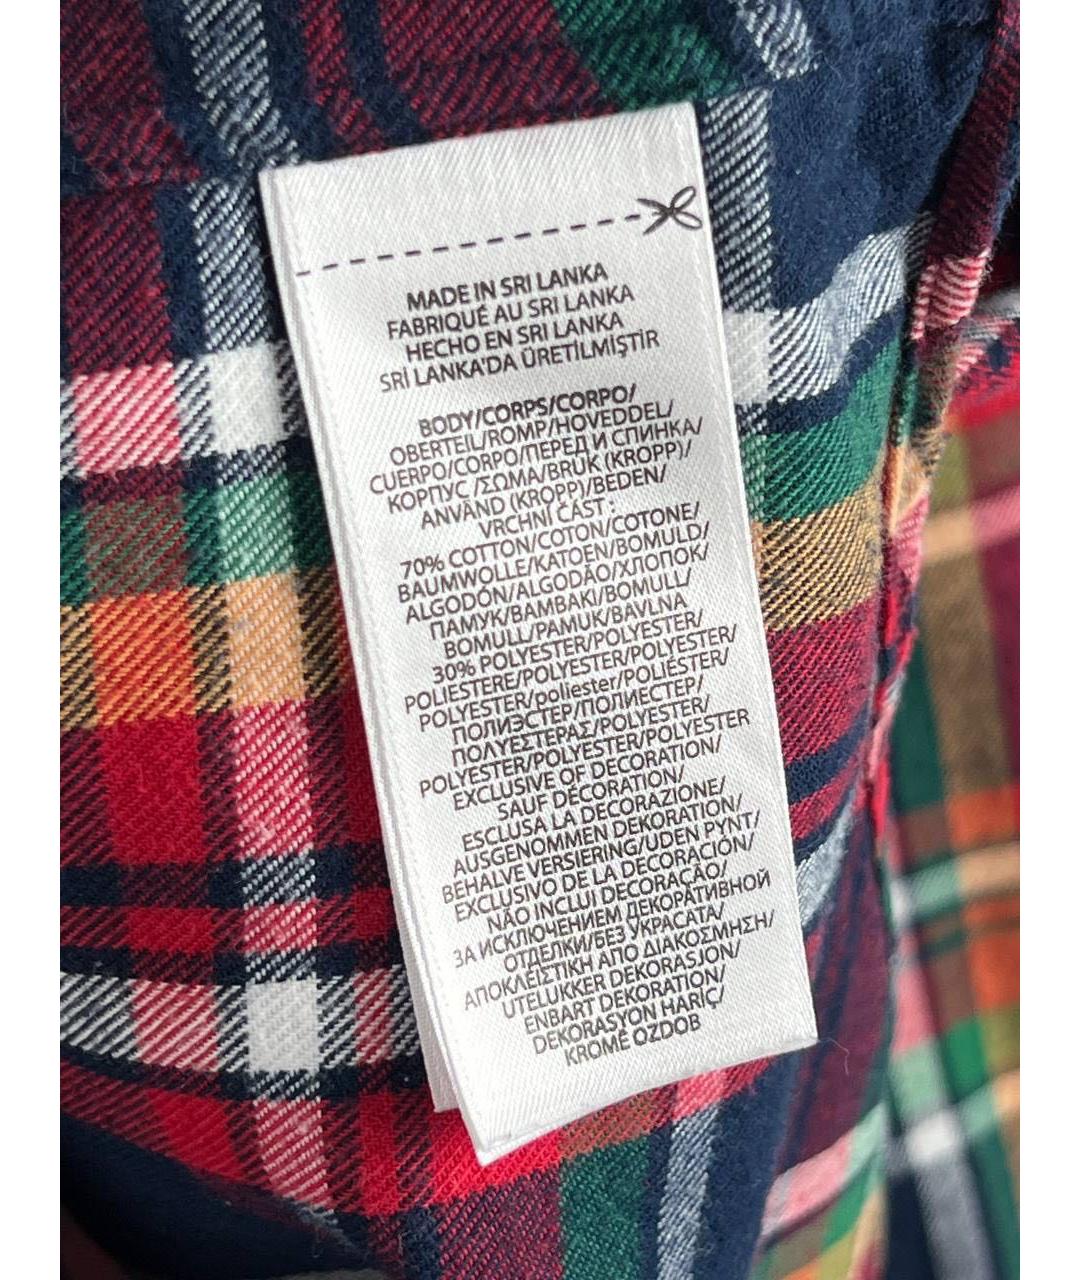 MADE IN SRI LANKA
FABRIQUÉ AU SRI LANKA
HECHO EN SRI LANKA
SRİ LANKA'DA ÜRETİLMİŞTİR
BODY/CORPS/CORPO/
OBERTEIL/ROMP/HOVEDDEL/
CUERPO/CORPO/ПЕРЕД И СПИНКА/
КОРПУС /ΣΩΜΑ/BRUK (KROPP)/
ANVÄND (KROPP)/BEDEN/
VRCHNÍ ČÁST :
70% COTTON/COTON/COTONE/
BAUMWOLLE/KATOEN/BOMULD/
ALGODÓN/ALGODÃO/ХЛОПОК/
ПАМУК/ΒΑΜΒΑΚΙ/BOMULL/
BOMULL/PAMUK/BAVLNA
30% POLYESTER/POLYESTER/
POLIESTERE/POLYESTER/POLYESTER/
POLYESTER/poliester/POLIÉSTER/
ПОЛИЭСТЕР/ПОЛИЕСТЕР/
ΠΟΛΥΕΣΤΕΡΑΣ/POLYESTER/
POLYESTER/POLYESTER/POLYESTER
EXCLUSIVE OF DECORATION/
SAUF DÉCORATION/
ESCLUSA LA DECORAZIONE/
AUSGENOMMEN DEKORATION/
BEHALVE VERSIERING/UDEN PYNT/
EXCLUSIVO DE LA DECORACIÓN/
NÃO INCLUI DECORAÇÃO/
ЗА ИСКЛЮЧЕНИЕМ ДЕКОРАТИВНОЙ
ОТДЕЛКИ/БЕЗ УКРАСАТА/
ΑΠΟΚΛΕΙΣΤΙΚΗ ΑΠΟ ΔΙΑΚΟΣΜΗΣΗ/
UTELUKKER DEKORASJON/
ENBART DEKORATION/
DEKORASYON HARİÇ/
KROMĚ OZDOB